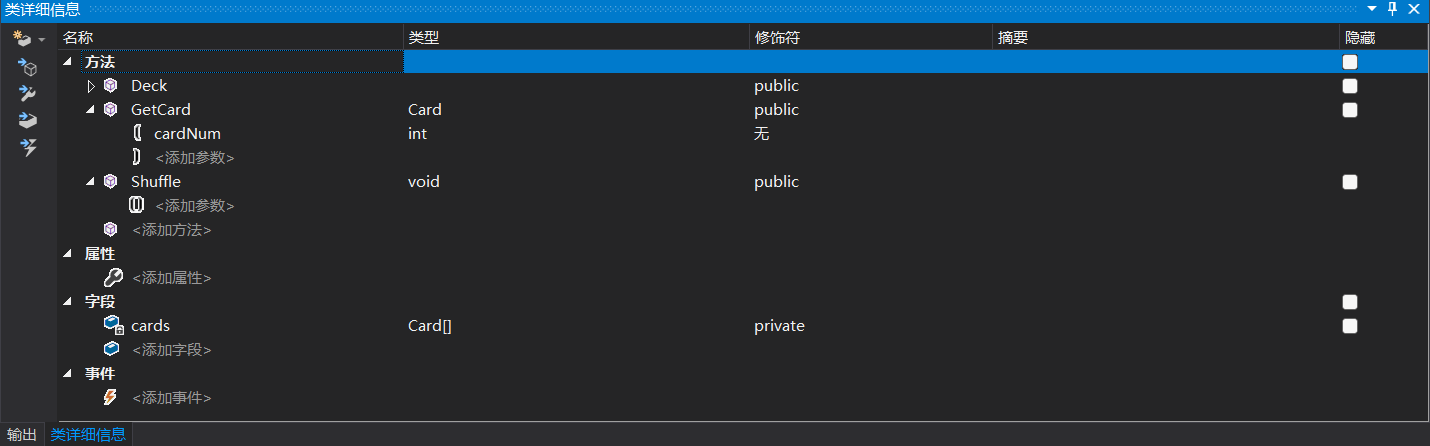 类详细信息
名称 类型 修饰符 摘要 隐藏
方法
Deck public
GetCard Card public
cardNum int 无
<添加参数>
Shuffle void public
<添加参数>
<添加方法>
属性
<添加属性>
字段
cards Card[] private
<添加字段>
事件
<添加事件>
输出 类详细信息